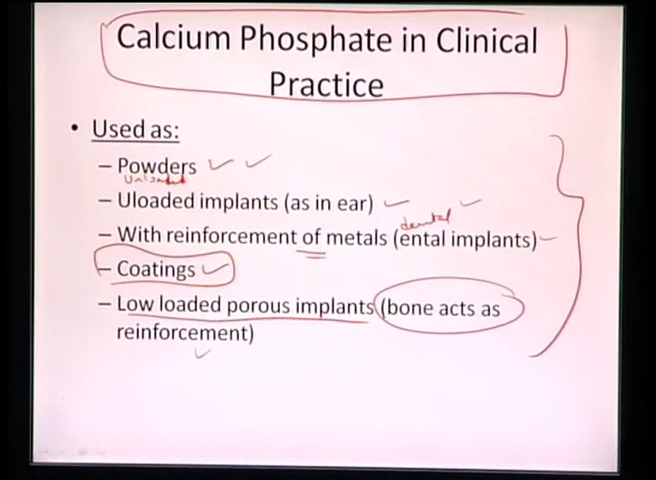 Calcium Phosphate in Clinical
Practice
• Used as:
– Powders
Unloaded
– Uloaded implants (as in ear)
dental
– With reinforcement of metals (ental implants)
– Coatings
– Low loaded porous implants (bone acts as
reinforcement)